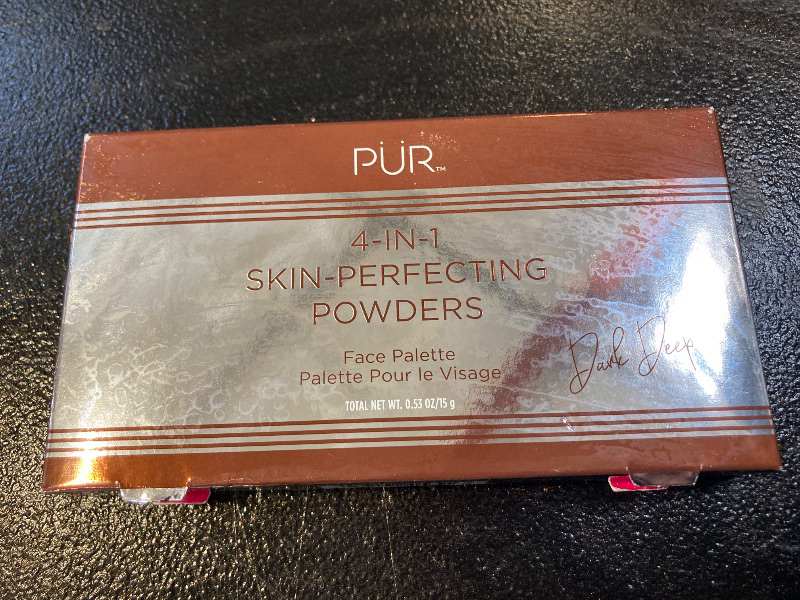 PÜR™
4-IN-1
SKIN-PERFECTING
POWDERS
Face Palette
Palette Pour le Visage
Dark Deep
TOTAL NET WT. 0.53 OZ/15 g